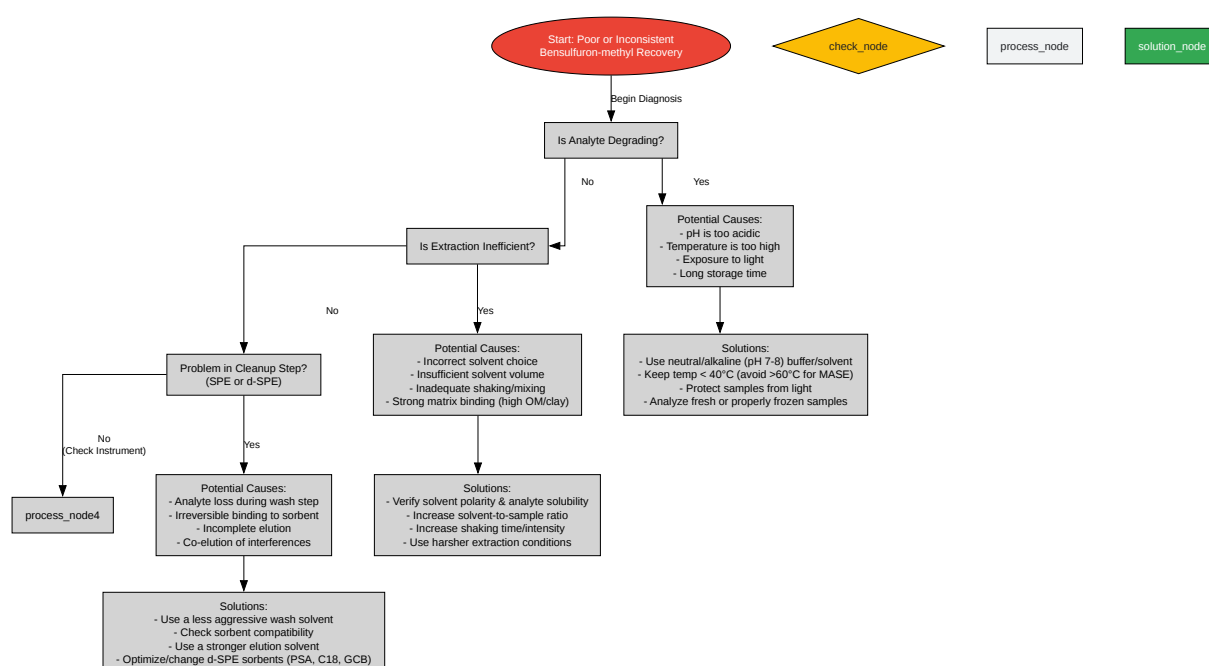 Start: Poor or Inconsistent
Bensulfuron-methyl Recovery
check_node
process_node
solution_node
Begin Diagnosis
Is Analyte Degrading?
No
Yes
Potential Causes:
- pH is too acidic
- Temperature is too high
- Exposure to light
- Long storage time
Is Extraction Inefficient?
No
Yes
Solutions:
- Use neutral/alkaline (pH 7-8) buffer/solvent
- Keep temp < 40°C (avoid >60°C for MASE)
- Protect samples from light
- Analyze fresh or properly frozen samples
Potential Causes:
- Incorrect solvent choice
- Insufficient solvent volume
- Inadequate shaking/mixing
- Strong matrix binding (high OM/clay)
Problem in Cleanup Step?
(SPE or d-SPE)
No
(Check Instrument)
Yes
process_node4
Potential Causes:
- Analyte loss during wash step
- Irreversible binding to sorbent
- Incomplete elution
- Co-elution of interferences
Solutions:
- Verify solvent polarity & analyte solubility
- Increase solvent-to-sample ratio
- Increase shaking time/intensity
- Use harsher extraction conditions
Solutions:
- Use a less aggressive wash solvent
- Check sorbent compatibility
- Use a stronger elution solvent
- Optimize/change d-SPE sorbents (PSA, C18, GCB)